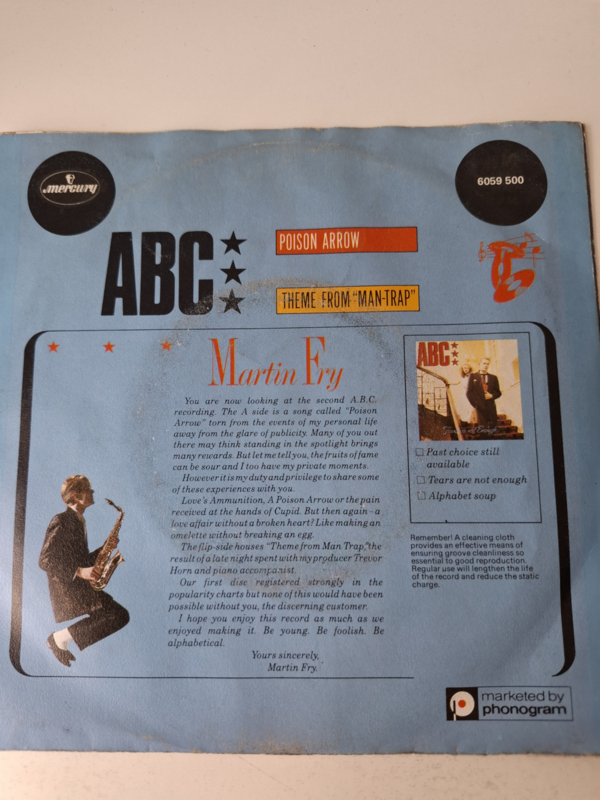 mercury
6059 500
ABC
POISON ARROW
THEME FROM "MAN-TRAP"
Martin Fry
You are now looking at the second A.B.C.
recording. The A side is a song called "Poison
Arrow" torn from the events of my personal life
away from the glare of publicity. Many of you out
there may think standing in the spotlight brings
many rewards. But let me tell you, the fruits of fame
can be sour and I too have my private moments.
However it is my duty and privilege to share some
of these experiences with you.
Love's Ammunition, A Poison Arrow or the pain
received at the hands of Cupid. But then again – a
love affair without a broken heart? Like making an
omelette without breaking an egg.
The flip-side houses "Theme from Man Trap," the
result of a late night spent with my producer Trevor
Horn and piano accompanist.
Our first disc registered strongly in the
popularity charts but none of this would have been
possible without you, the discerning customer.
I hope you enjoy this record as much as we
enjoyed making it. Be young. Be foolish. Be
alphabetical.
Yours sincerely,
Martin Fry.
ABC
Tears are not Enough
Past choice still
available
Tears are not enough
Alphabet soup
Remember! A cleaning cloth
provides an effective means of
ensuring groove cleanliness so
essential to good reproduction.
Regular use will lengthen the life
of the record and reduce the static
charge.
marketed by
phonogram